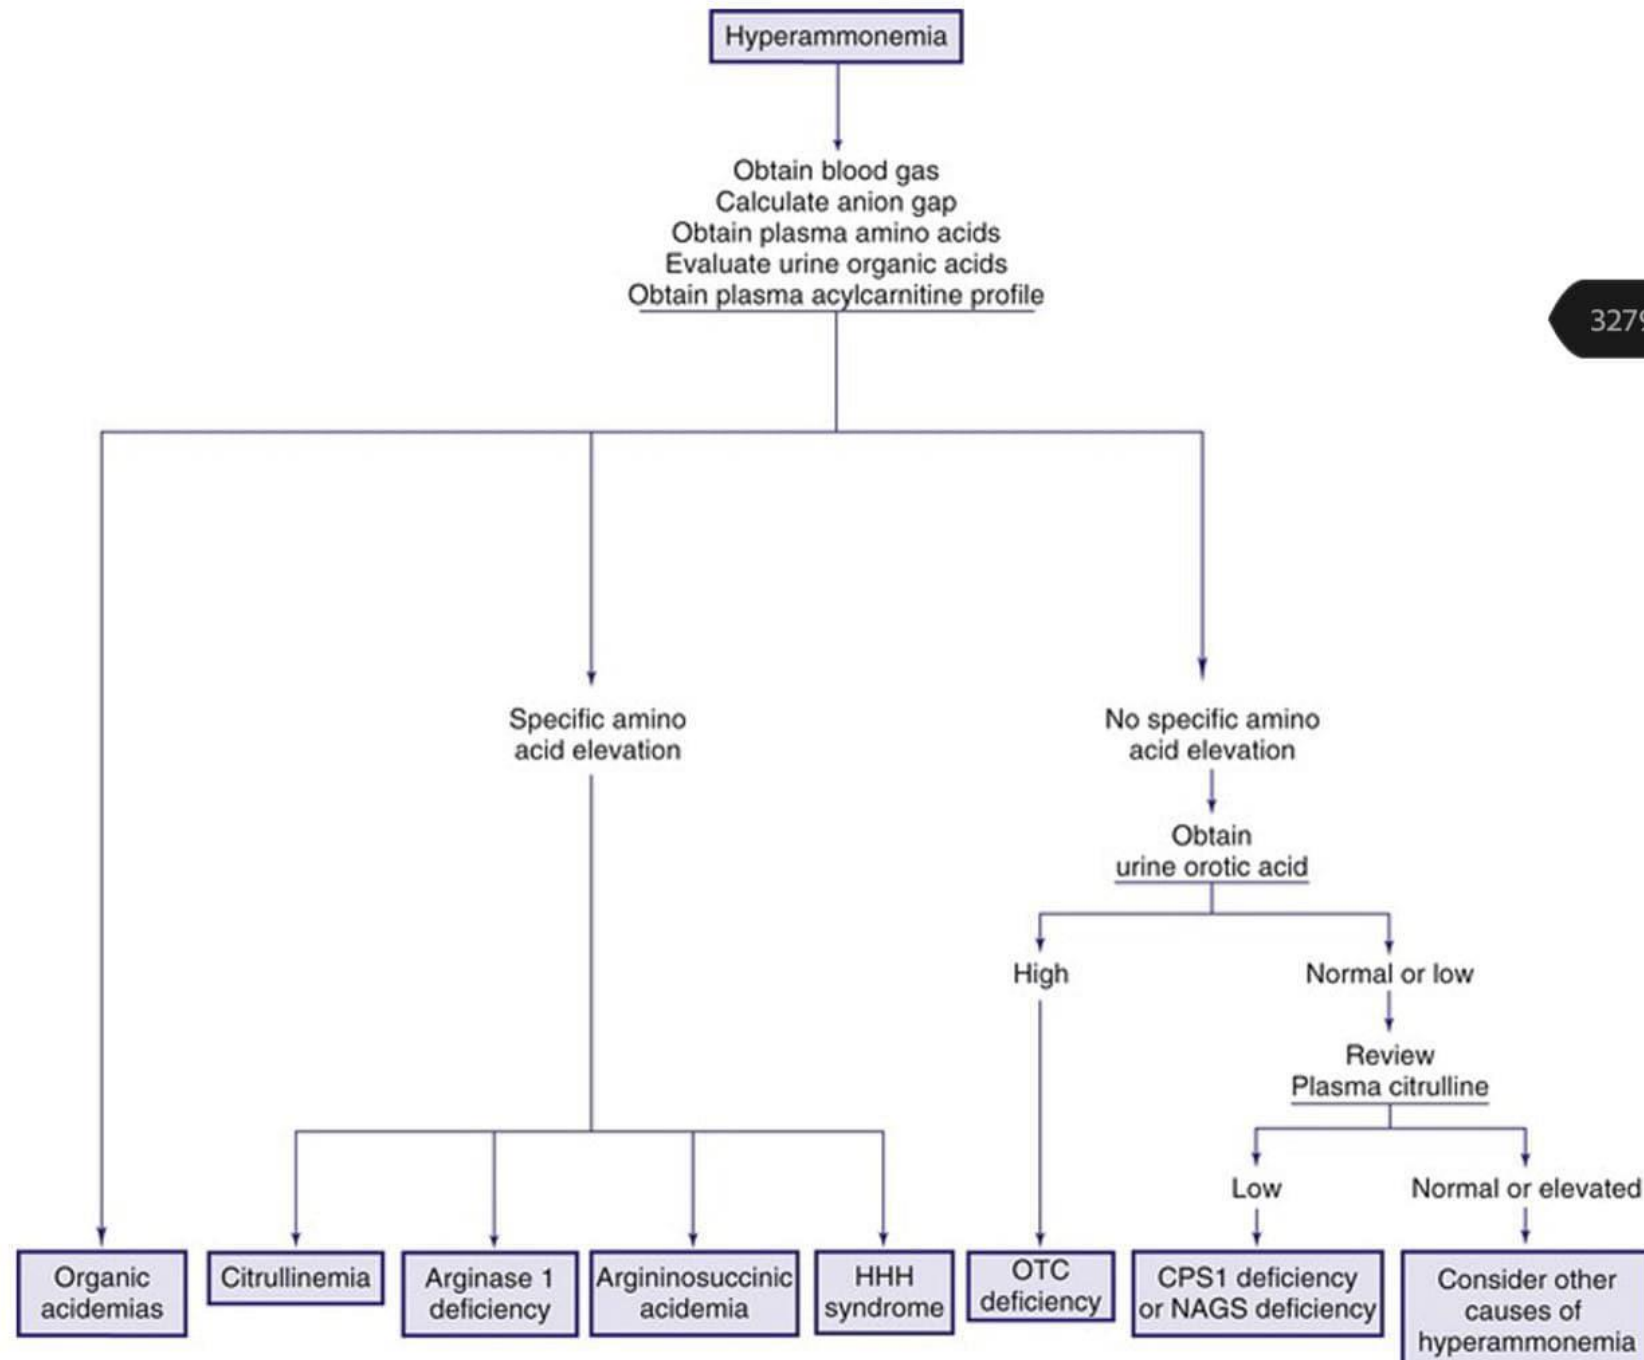 Hyperammonemia
Obtain blood gas
Calculate anion gap
Obtain plasma amino acids
Evaluate urine organic acids
Obtain plasma acylcarnitine profile
3279
Specific amino
acid elevation
No specific amino
acid elevation
Obtain
urine orotic acid
High
Normal or low
Review
Plasma citrulline
Low
Normal or elevated
Organic
acidemias
Citrullinemia
Arginase 1
deficiency
Argininosuccinic
acidemia
HHH
syndrome
OTC
deficiency
CPS1 deficiency
or NAGS deficiency
Consider other
causes of
hyperammonemia